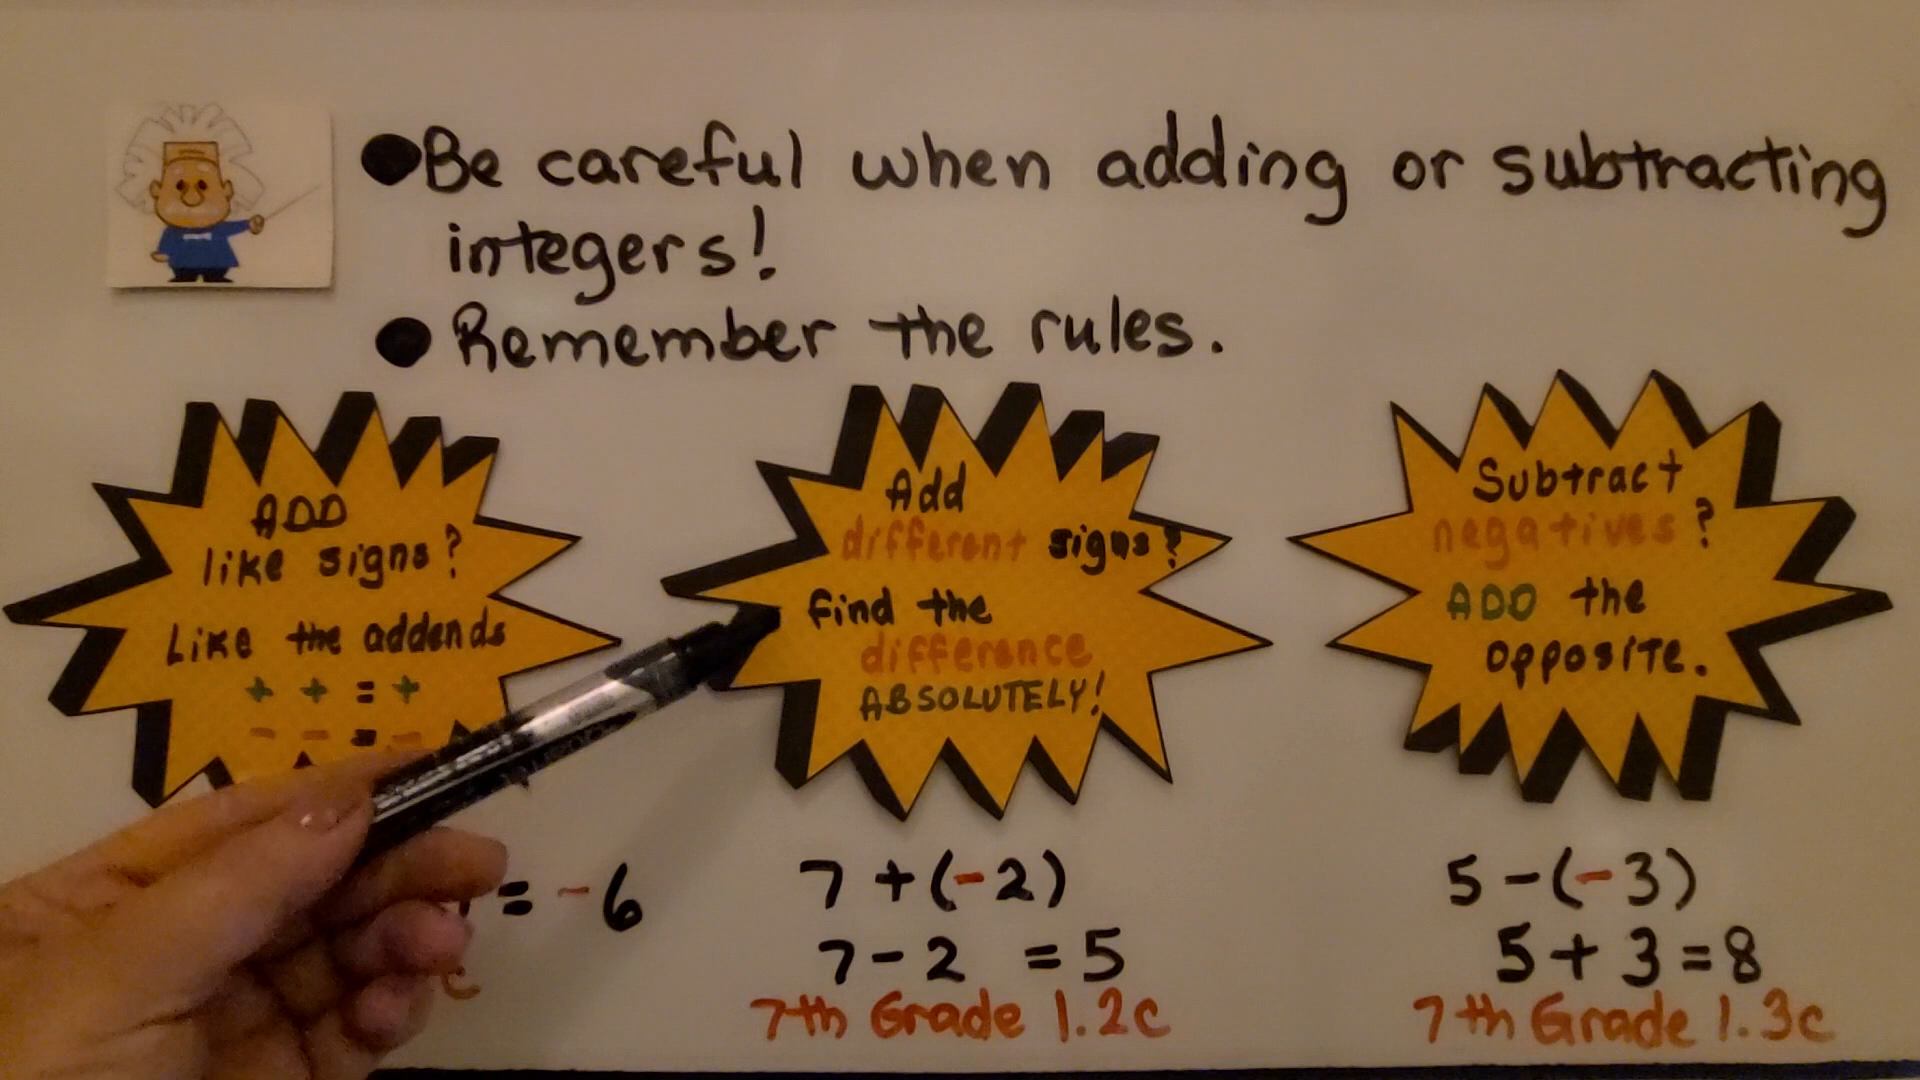 ● Be careful when adding or subtracting
integers!
● Remember the rules.
ADD
like signs?
Like the addends
+ + = +
- - = -
Add
different signs?
find the
difference
ABSOLUTELY!
Subtract
negatives?
ADD the
opposite.
= -6
7 + (-2)
7 - 2 = 5
7th Grade 1.2c
5 - (-3)
5 + 3 = 8
7th Grade 1.3c